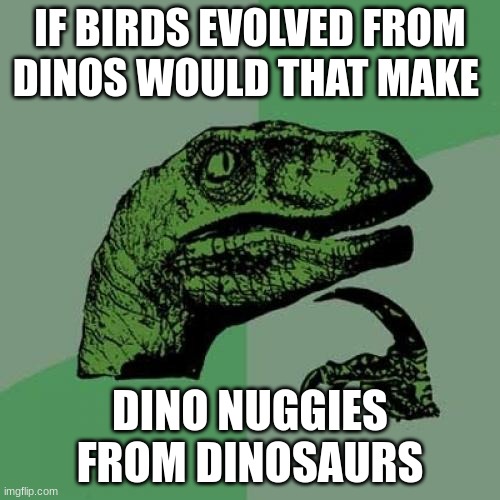 IF BIRDS EVOLVED FROM
DINOS WOULD THAT MAKE
DINO NUGGIES
FROM DINOSAURS
imgflip.com